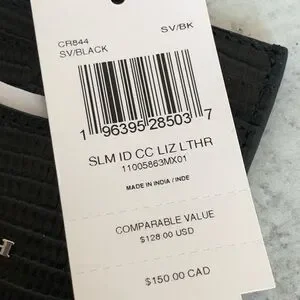 CR844
SV/BK
SV/BLACK
1 96395 28503 7
SLM ID CC LIZ LTHR
11005863MX01
MADE IN INDIA / INDE
COMPARABLE VALUE
$128.00 USD
$150.00 CAD
H